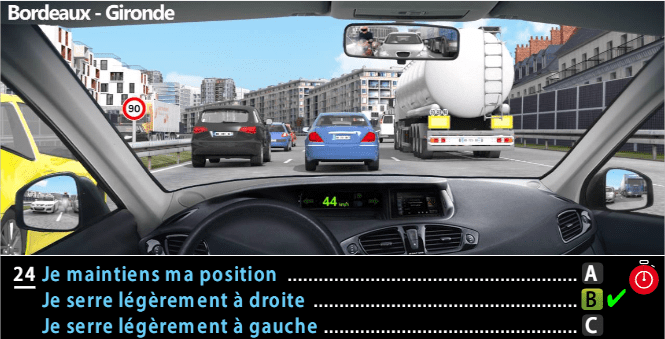 Bordeaux - Gironde
90
44 km/h
24 Je maintiens ma position ........................................................ A
Je serre légèrement à droite ................................................... B
Je serre légèrement à gauche ................................................. C